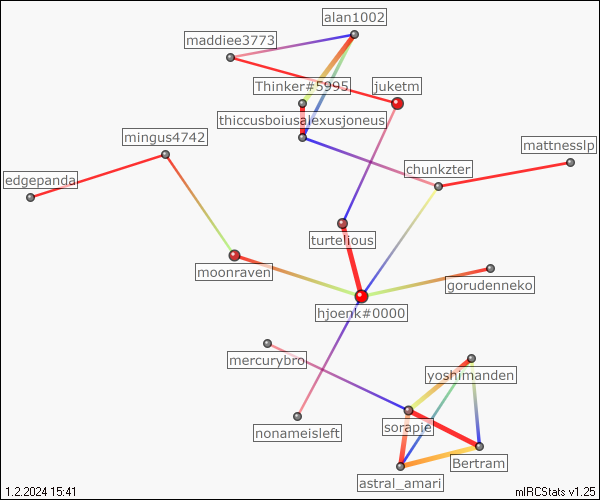 alan1002
maddiee3773
Thinker#5995
juketm
thiccusboiusalexusjoneus
mingus4742
mattnesslp
chunkzter
edgepanda
turtelious
moonraven
gorudenneko
hjoenk#0000
mercurybro
yoshimanden
sorapie
nonameisleft
Bertram
astral_amari
1.2.2024 15:41
mIRCStats v1.25